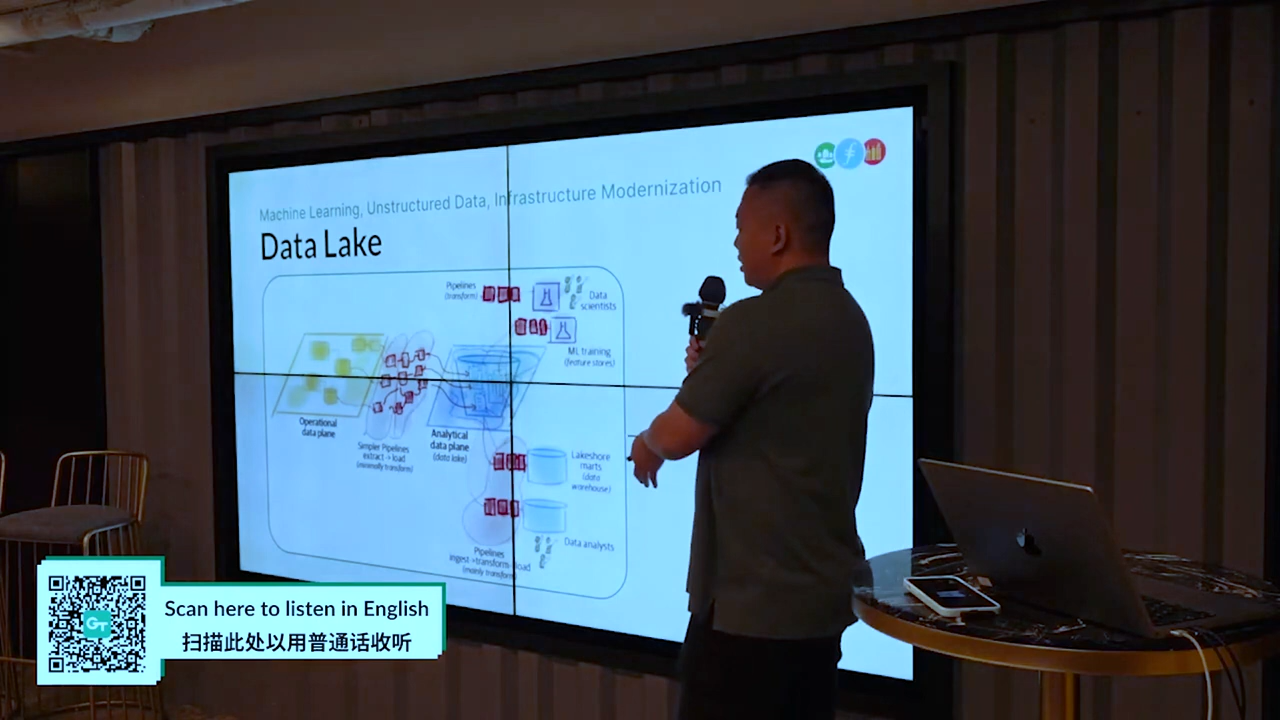 Machine Learning, Unstructured Data, Infrastructure Modernization
Data Lake
Pipelines
(transform)
Data
scientists
ML training
(feature stores)
Operational
data plane
Simpler Pipelines
extract -> load
(minimally transform)
Analytical
data plane
(data lake)
Lakeshore
marts
(data
warehouse)
Data analysts
Pipelines
ingest->transform->load
(mainly transform)
GT
Scan here to listen in English
扫描此处以用普通话收听